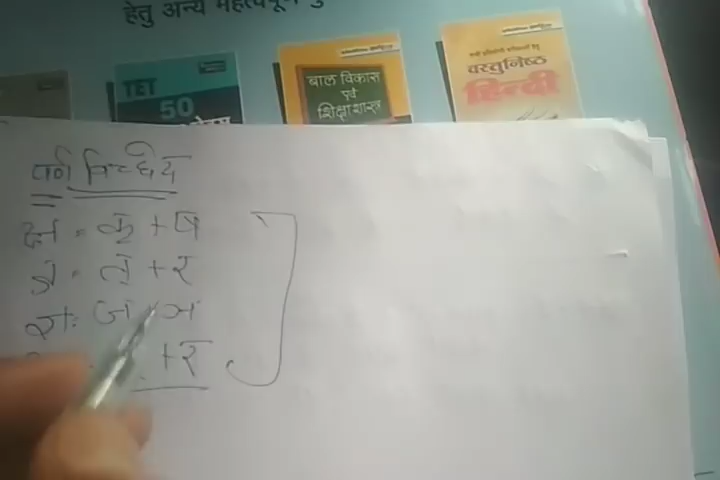 हेतु अन्य महत्वपूर्ण
TET
50
बाल विकास
एवं
शिक्षाशास्त्र
वस्तुनिष्ठ
हिन्दी
वर्ण विच्छेद
क्ष = क् + ष
त्र = त् + र
ज्ञ = ज + ञ
+ र